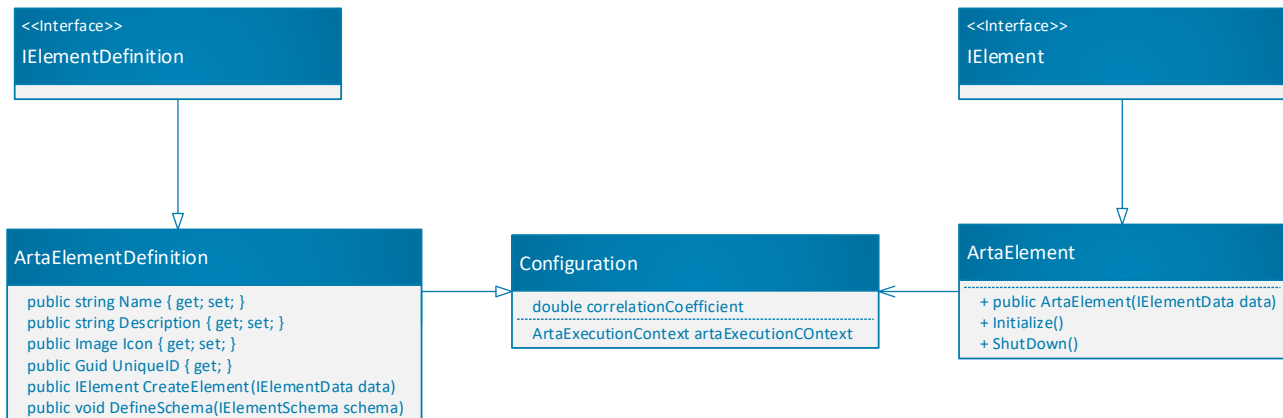 <<Interface>>
IElementDefinition
<<Interface>>
IElement
ArtaElementDefinition
public string Name { get; set; }
public string Description { get; set; }
public Image Icon { get; set; }
public Guid UniqueID { get; }
public IElement CreateElement(IElementData data)
public void DefineSchema(IElementSchema schema)
Configuration
double correlationCoefficient
ArtaExecutionContext artaExecutionCOntext
ArtaElement
+ public ArtaElement(IElementData data)
+ Initialize()
+ ShutDown()